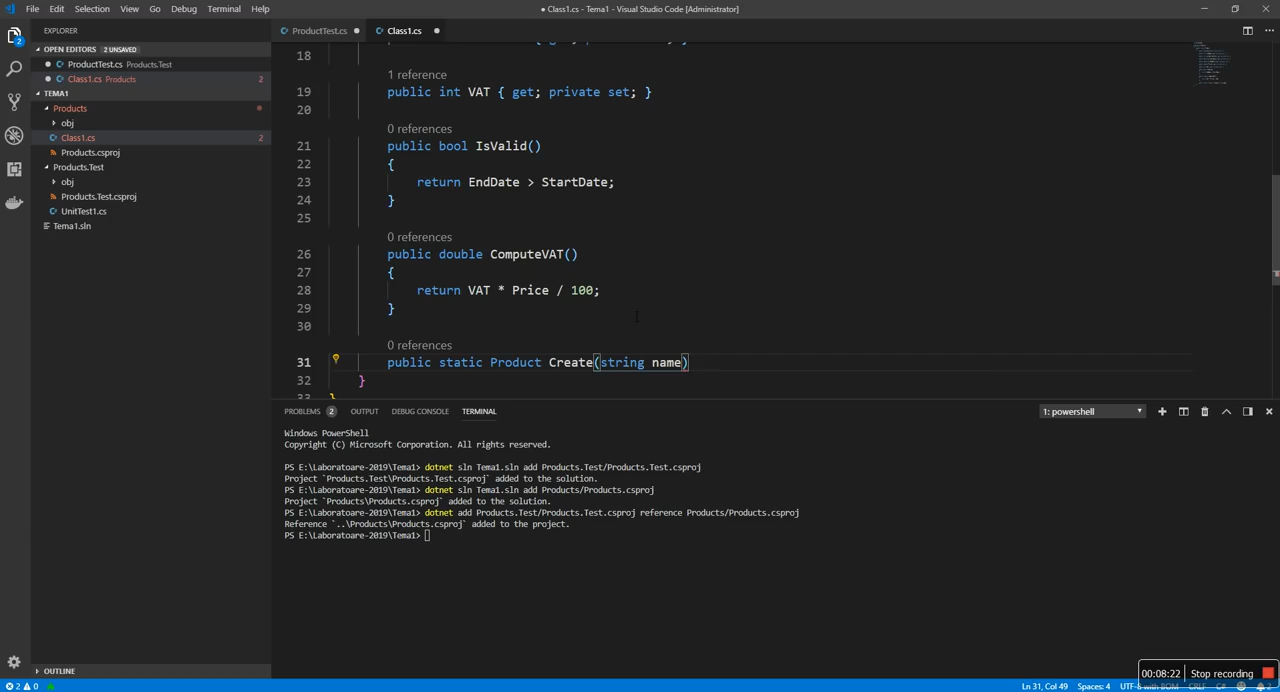 File Edit Selection View Go Debug Terminal Help
● Class1.cs - Tema1 - Visual Studio Code [Administrator]
EXPLORER
OPEN EDITORS 2 UNSAVED
ProductTest.cs Products.Test
Class1.cs Products 2
TEMA1
Products
obj
Class1.cs 2
Products.csproj
Products.Test
obj
Products.Test.csproj
UnitTest1.cs
Tema1.sln
OUTLINE
2
ProductTest.cs ● Class1.cs ●
18
1 reference
19 public int VAT { get; private set; }
20
0 references
21 public bool IsValid()
22 {
23 return EndDate > StartDate;
24 }
25
0 references
26 public double ComputeVAT()
27 {
28 return VAT * Price / 100;
29 }
30
0 references
31 public static Product Create(string name)
32 }
33 }
PROBLEMS 2 OUTPUT DEBUG CONSOLE TERMINAL
1: powershell
Windows PowerShell
Copyright (C) Microsoft Corporation. All rights reserved.
PS E:\Laboratoare-2019\Tema1> dotnet sln Tema1.sln add Products.Test/Products.Test.csproj
Project `Products.Test\Products.Test.csproj` added to the solution.
PS E:\Laboratoare-2019\Tema1> dotnet sln Tema1.sln add Products/Products.csproj
Project `Products\Products.csproj` added to the solution.
PS E:\Laboratoare-2019\Tema1> dotnet add Products.Test/Products.Test.csproj reference Products/Products.csproj
Reference `..\Products\Products.csproj` added to the project.
PS E:\Laboratoare-2019\Tema1>
00:08:22 Stop recording
2 0
Ln 31, Col 49 Spaces: 4 UTF-8 with BOM CRLF C#